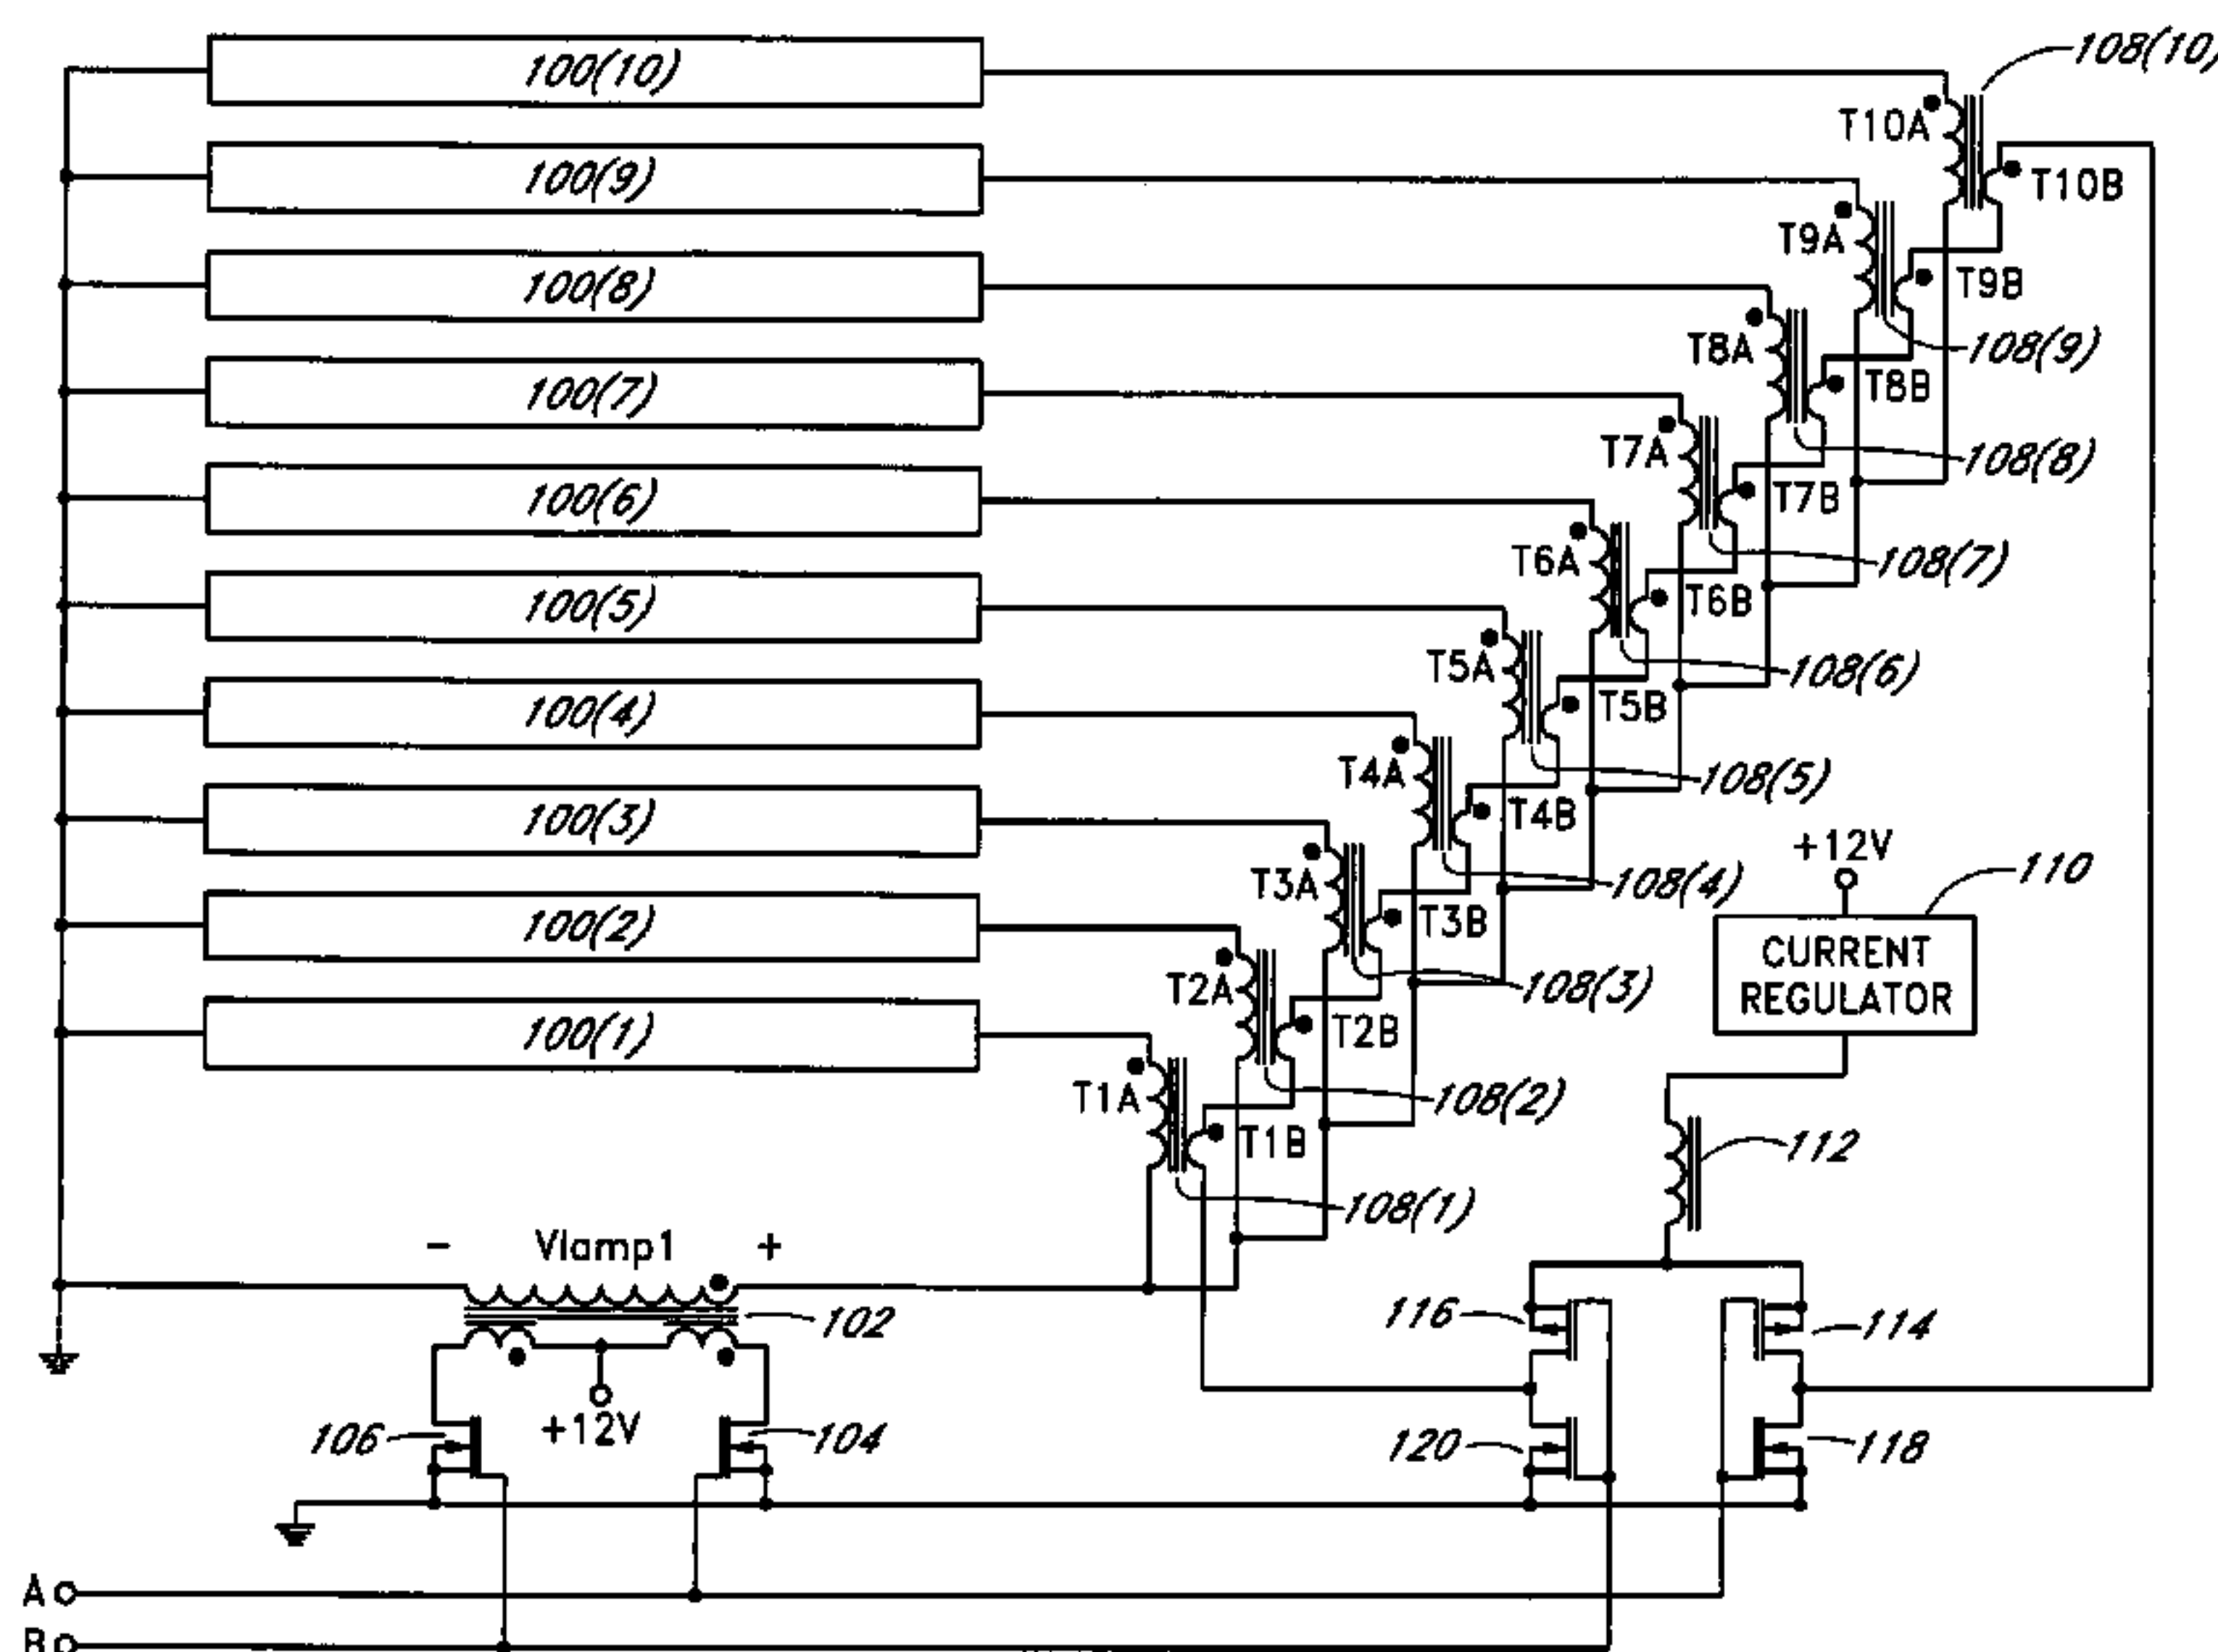 100(10)
108(10)
T10A
100(9)
T10B
T9A
100(8)
T9B
T8A
108(9)
100(7)
T8B
T7A
108(8)
100(6)
T7B
T6A
108(7)
100(5)
T6B
T5A
108(6)
100(4)
T5B
T4A
108(5)
100(3)
T4B
+12V
T3A
108(4)
110
100(2)
T3B
CURRENT
REGULATOR
T2A
108(3)
100(1)
T2B
T1A
108(2)
T1B
112
108(1)
- Vlamp1 +
102
116
114
+12V
106
104
120
118
A
B